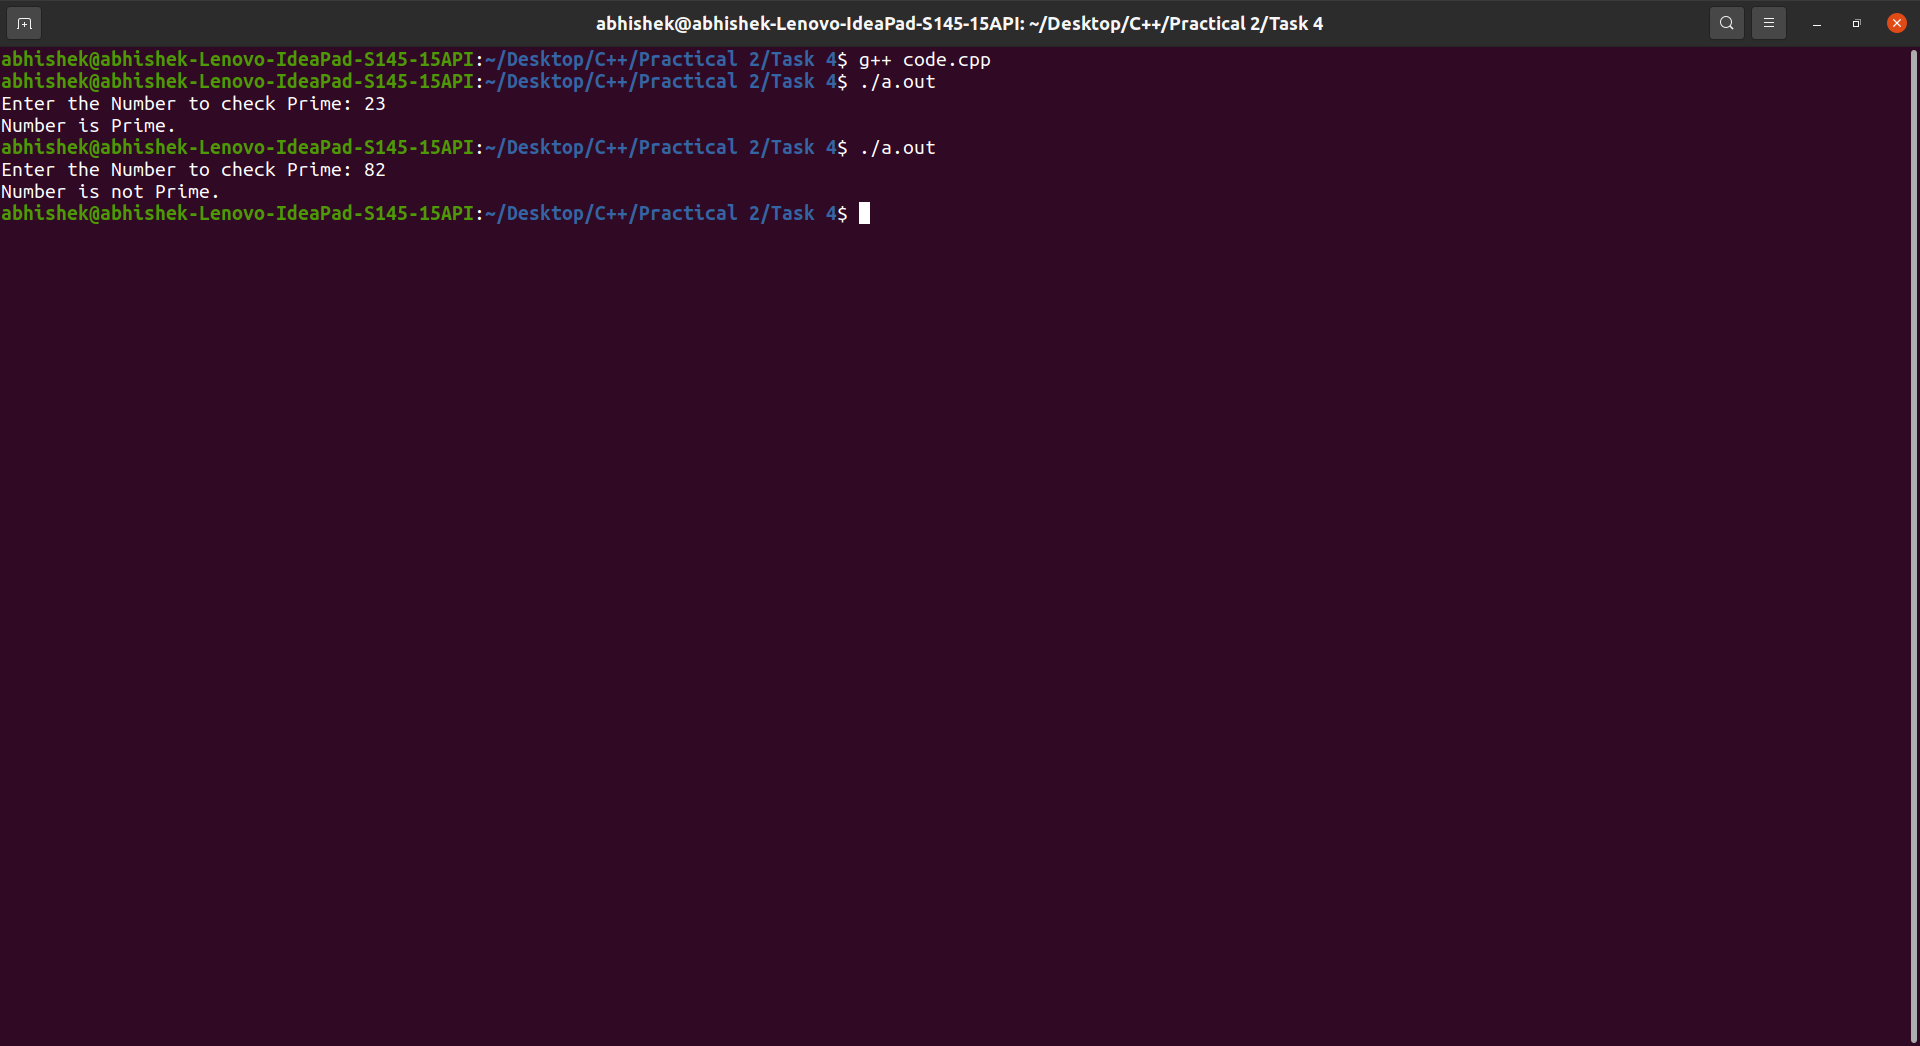 abhishek@abhishek-Lenovo-IdeaPad-S145-15API: ~/Desktop/C++/Practical 2/Task 4
abhishek@abhishek-Lenovo-IdeaPad-S145-15API:~/Desktop/C++/Practical 2/Task 4$ g++ code.cpp
abhishek@abhishek-Lenovo-IdeaPad-S145-15API:~/Desktop/C++/Practical 2/Task 4$ ./a.out
Enter the Number to check Prime: 23
Number is Prime.
abhishek@abhishek-Lenovo-IdeaPad-S145-15API:~/Desktop/C++/Practical 2/Task 4$ ./a.out
Enter the Number to check Prime: 82
Number is not Prime.
abhishek@abhishek-Lenovo-IdeaPad-S145-15API:~/Desktop/C++/Practical 2/Task 4$